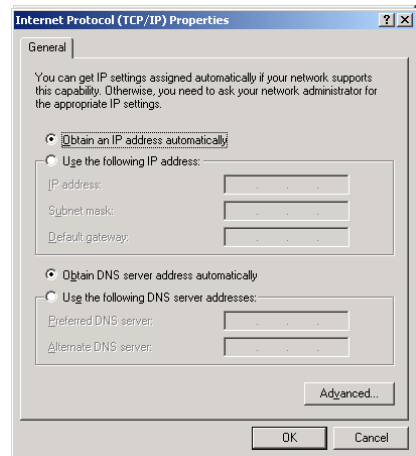 Internet Protocol (TCP/IP) Properties
General
You can get IP settings assigned automatically if your network supports
this capability. Otherwise, you need to ask your network administrator for
the appropriate IP settings.
Obtain an IP address automatically
Use the following IP address:
IP address:
Subnet mask:
Default gateway:
Obtain DNS server address automatically
Use the following DNS server addresses:
Preferred DNS server:
Alternate DNS server:
Advanced...
OK Cancel